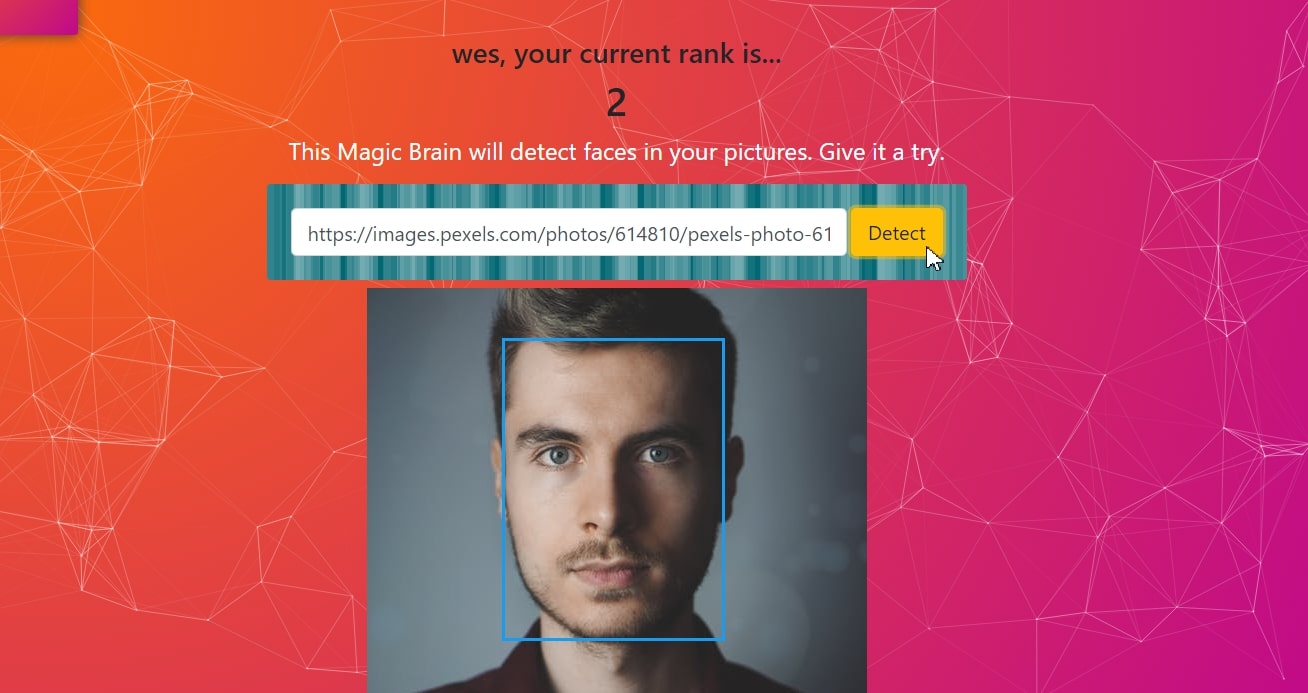 wes, your current rank is...
2
This Magic Brain will detect faces in your pictures. Give it a try.
https://images.pexels.com/photos/614810/pexels-photo-61
Detect